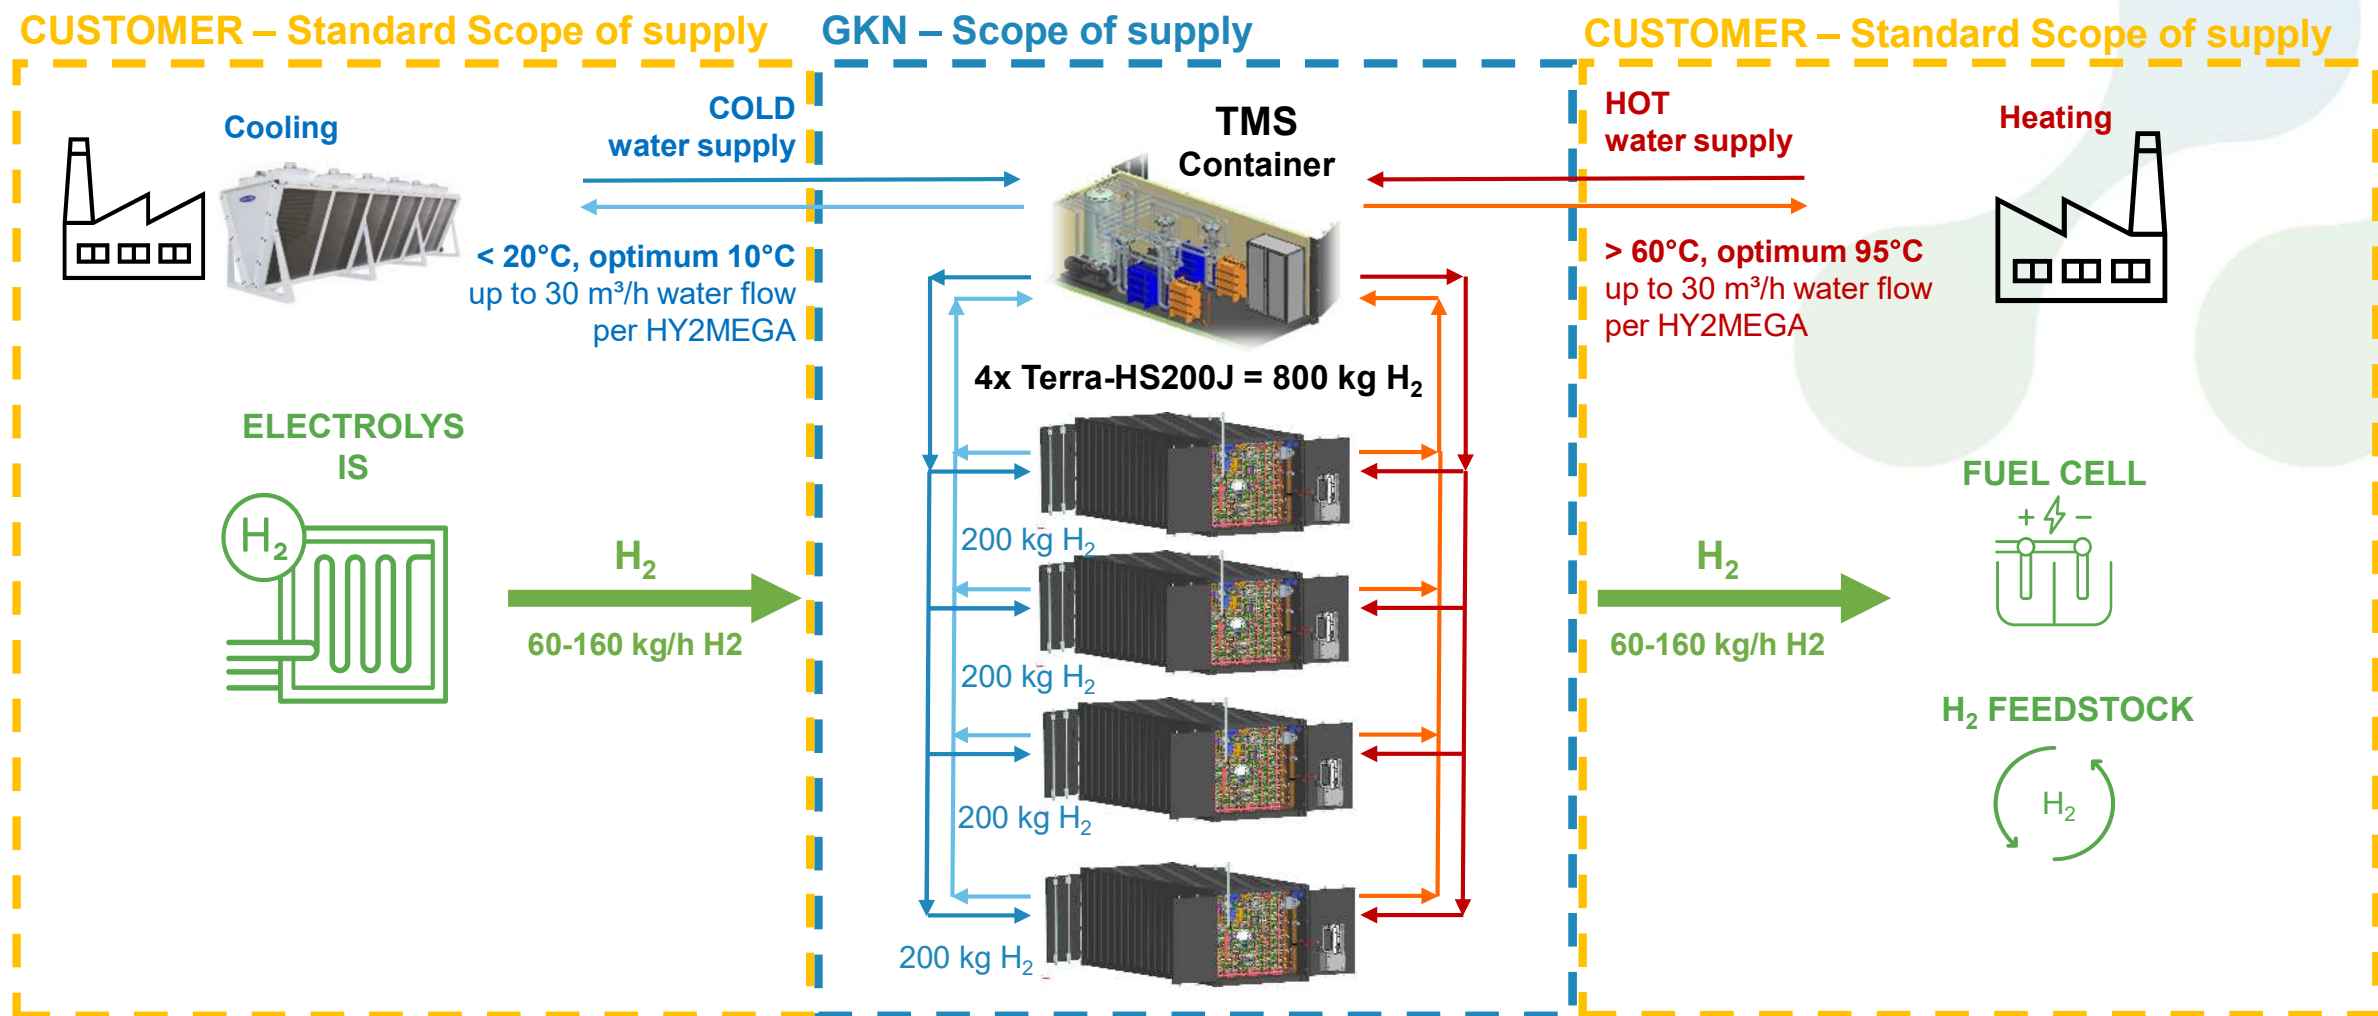 CUSTOMER – Standard Scope of supply
GKN – Scope of supply
CUSTOMER – Standard Scope of supply
Cooling
COLD
water supply
< 20°C, optimum 10°C
up to 30 m³/h water flow
per HY2MEGA
TMS
Container
HOT
water supply
Heating
> 60°C, optimum 95°C
up to 30 m³/h water flow
per HY2MEGA
4x Terra-HS200J = 800 kg H₂
ELECTROLYS
IS
H₂
H₂
60-160 kg/h H2
200 kg H₂
200 kg H₂
200 kg H₂
200 kg H₂
H₂
60-160 kg/h H2
FUEL CELL
+ –
H₂ FEEDSTOCK
H₂